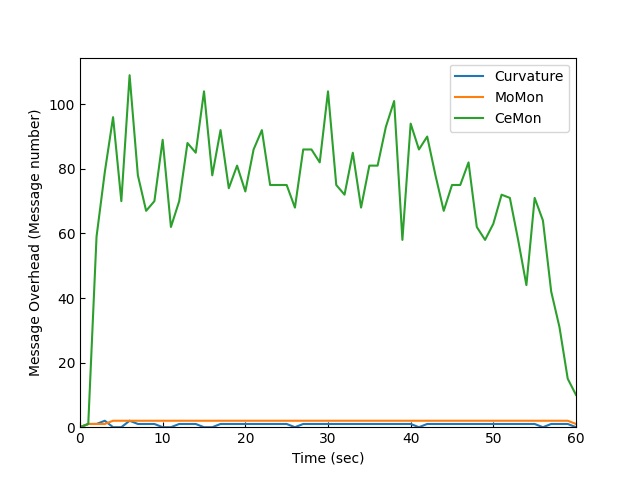 Curvature
MoMon
CeMon
Message Overhead (Message number)
100
80
60
40
20
0
0 10 20 30 40 50 60
Time (sec)